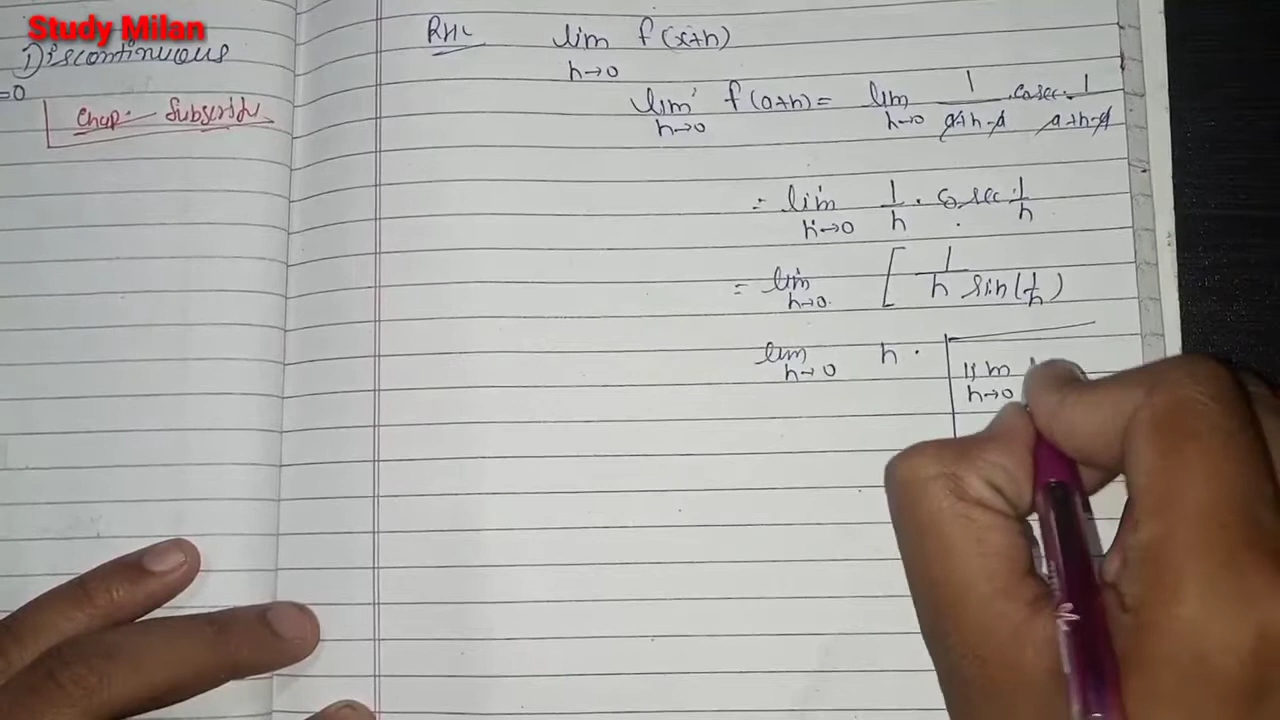 Study Milan
Discontinuous
=0
Chap:- Subscribe
RHL lim f(x+h)
h→0
lim f(a+h) = lim 1 cosec 1
h→0 h→0 a+h-a a+h-a
= lim 1/h . cosec 1/h
h→0
= lim [ 1
h→0 h sin(1/h)
lim h . lim
h→0 h→0